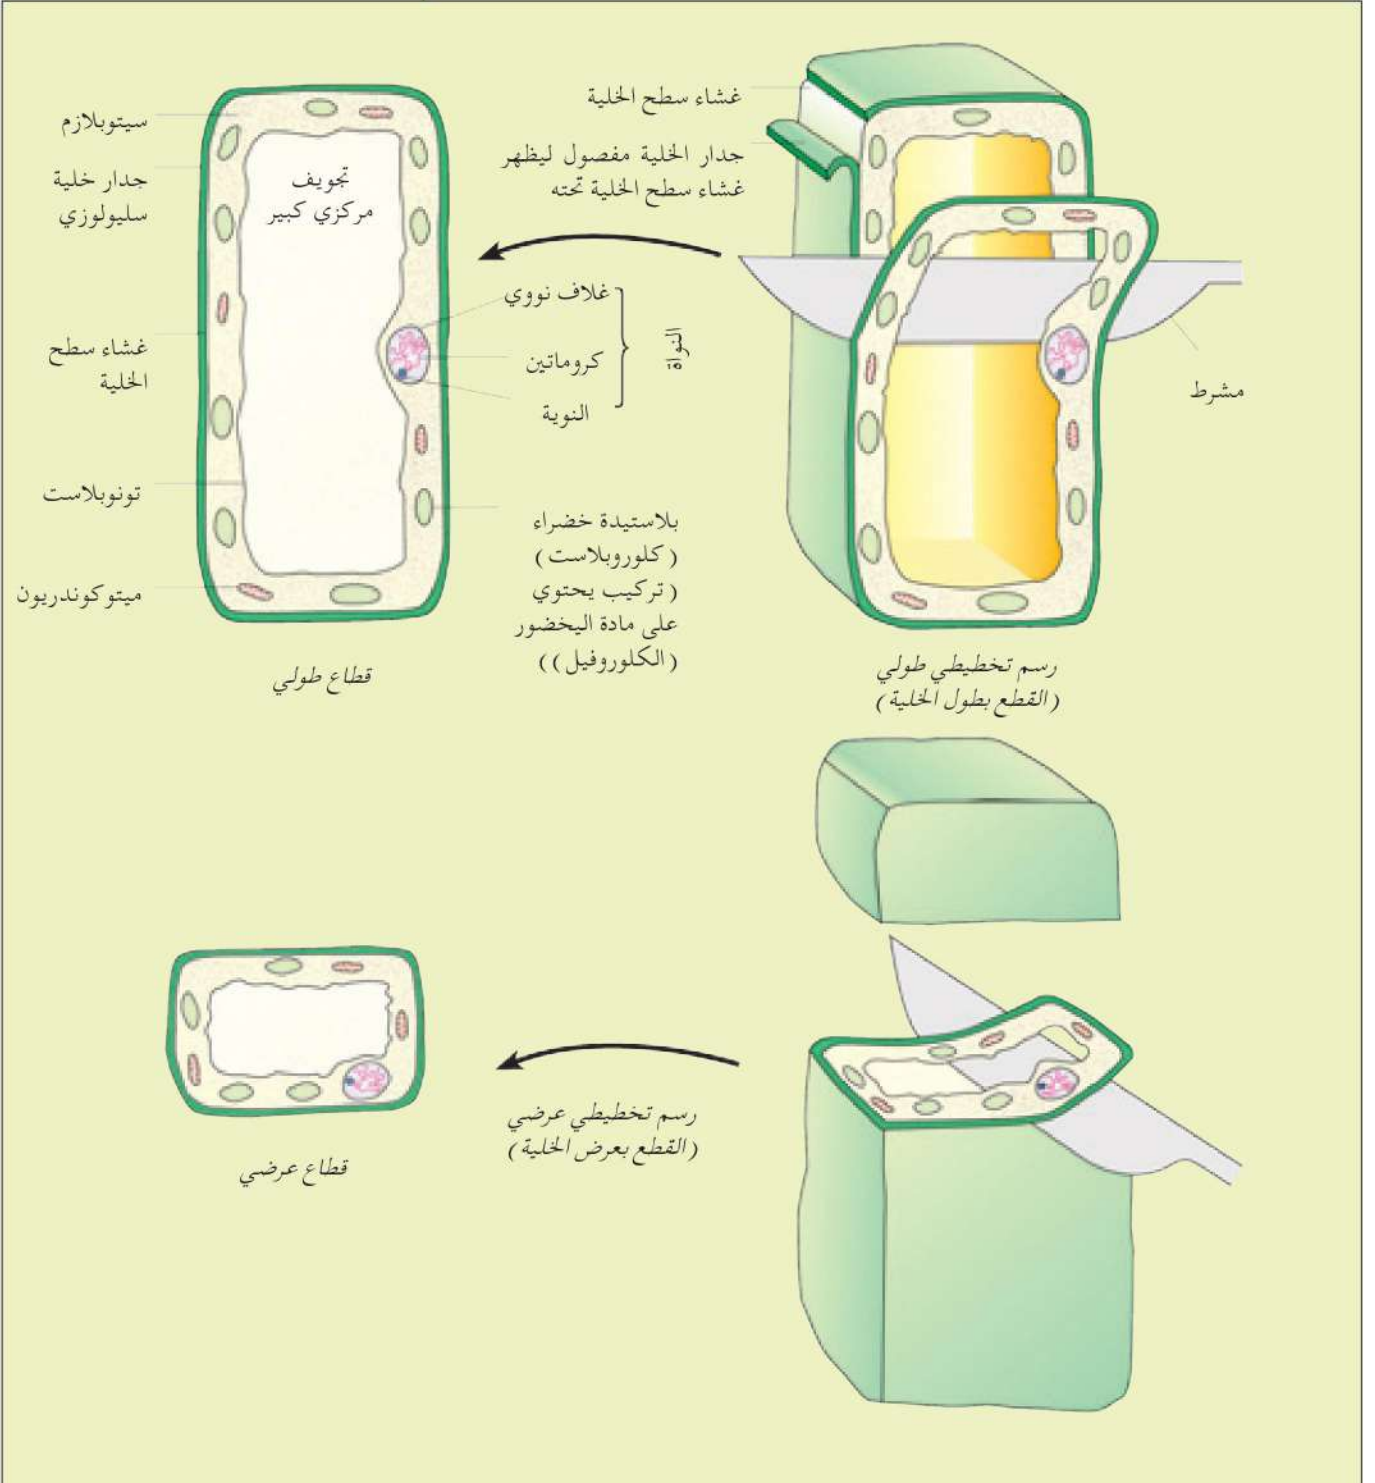 غشاء سطح الخلية
جدار الخلية مفصول ليظهر
غشاء سطح الخلية تحته
مشرط
رسم تخطيطي طولي
(القطع بطول الخلية)
سيتوبلازم
جدار خلية
سليولوزي
غشاء سطح
الخلية
تونوبلاست
ميتوكوندريون
تجويف
مركزي كبير
النواة
غلاف نووي
كروماتين
النوية
بلاستيدة خضراء
(كلوروبلاست)
(تركيب يحتوي
على مادة اليخضور
(الكلوروفيل))
قطاع طولي
رسم تخطيطي عرضي
(القطع بعرض الخلية)
قطاع عرضي